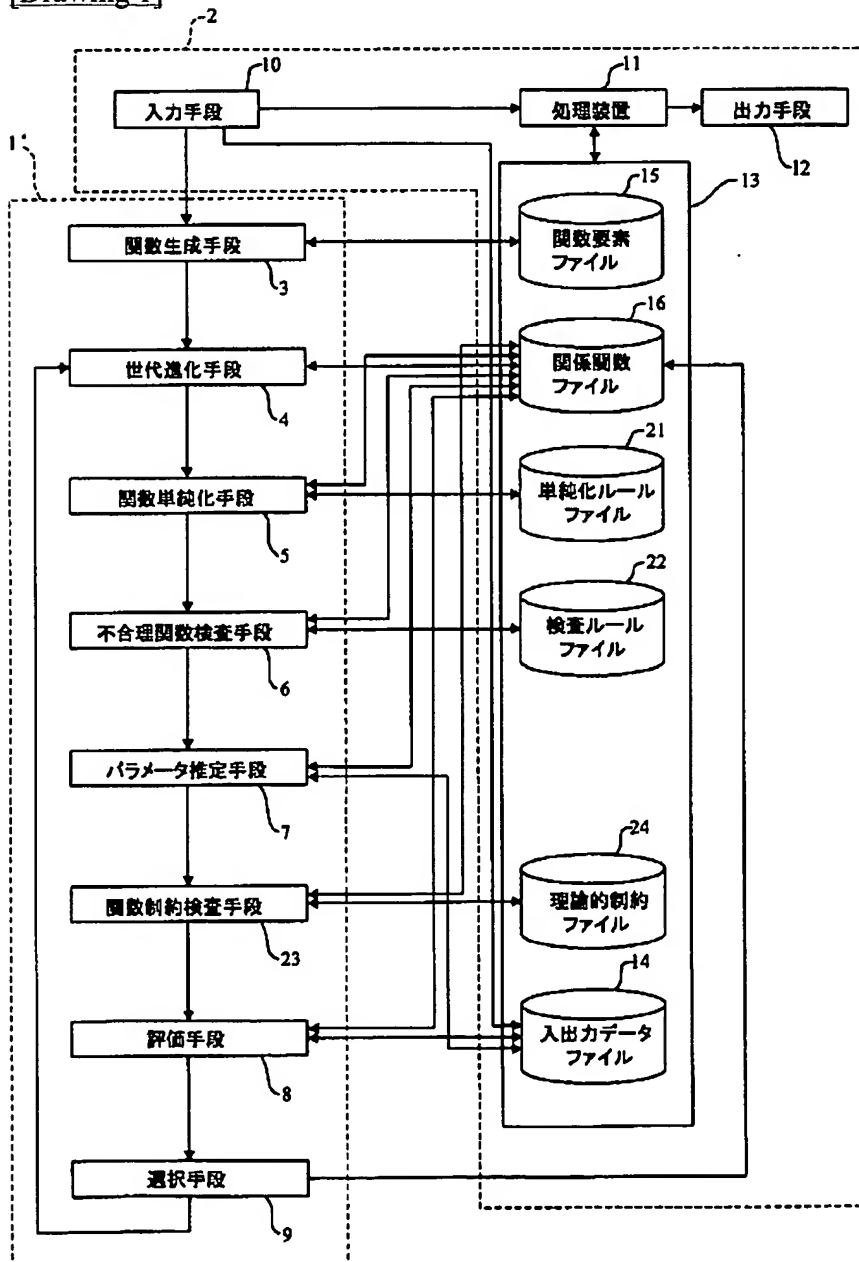 [Drawing 1]
2
10
11
入力手段
処理装置
出力手段
1
12
13
15
関数生成手段
3
関数要素
ファイル
16
世代進化手段
4
関係関数
ファイル
21
関数単純化手段
5
単純化ルール
ファイル
22
不合理関数検査手段
6
検査ルール
ファイル
パラメータ推定手段
7
24
関数制約検査手段
23
理論的制約
ファイル
14
評価手段
8
入出力データ
ファイル
選択手段
9